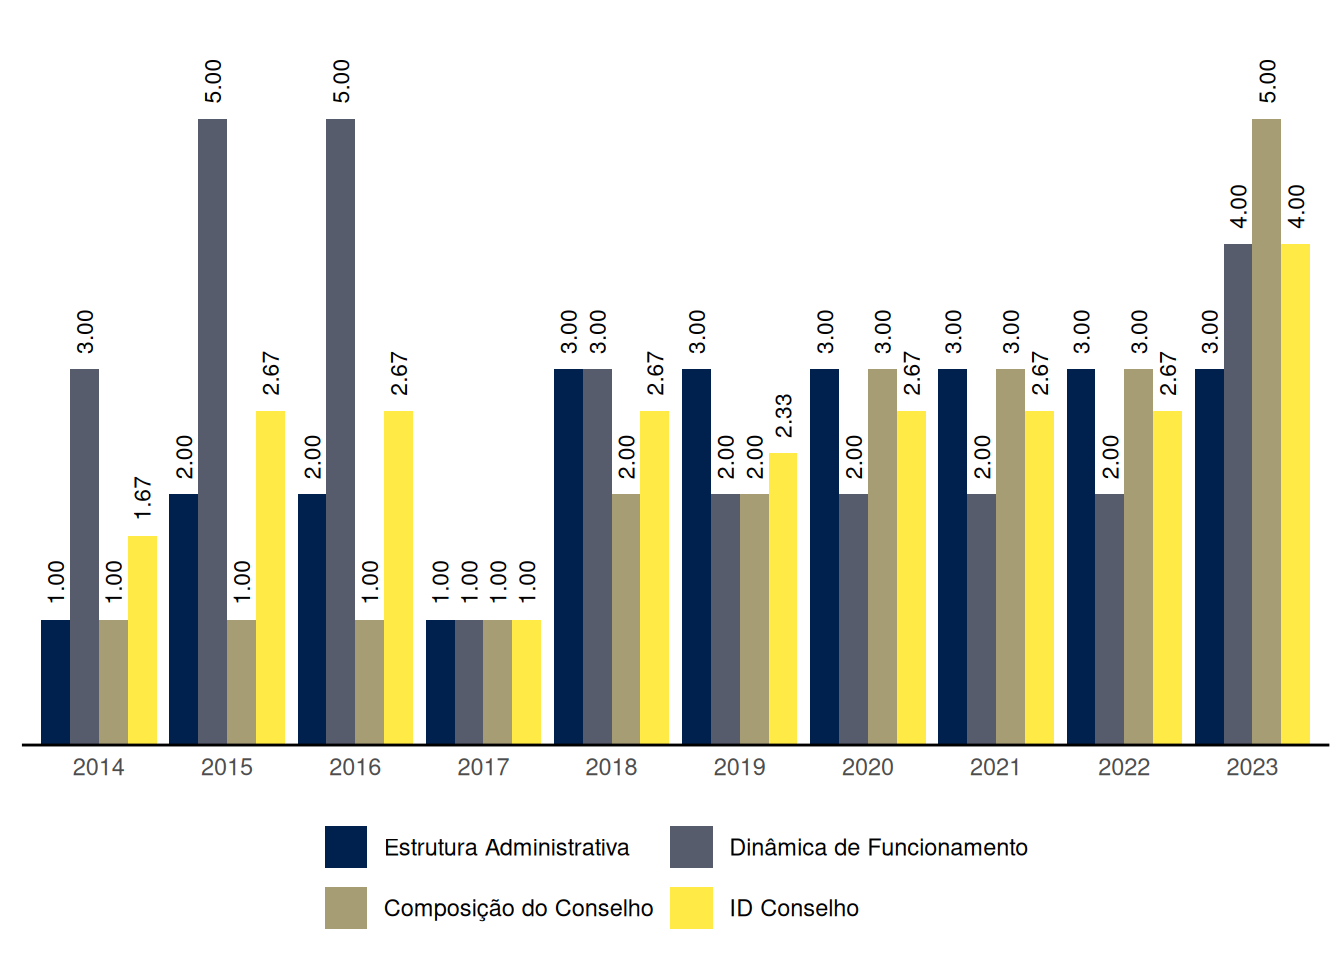 5.00 5.00 5.00
4.00 4.00
3.00 3.00 3.00 3.00 3.00 3.00 3.00 3.00 3.00 3.00 3.00
2.67 2.67 2.67 2.67 2.67 2.67
2.33
2.00 2.00 2.00 2.00 2.00 2.00 2.00 2.00
1.67
1.00 1.00 1.00 1.00 1.00 1.00 1.00 1.00
2014 2015 2016 2017 2018 2019 2020 2021 2022 2023
Estrutura Administrativa Dinâmica de Funcionamento
Composição do Conselho ID Conselho